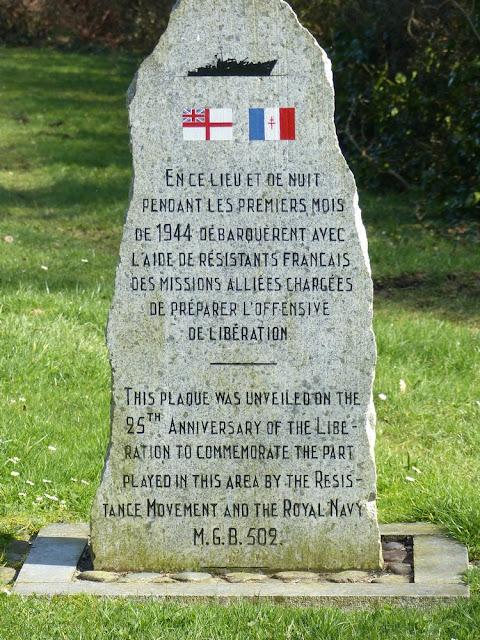 EN CE LIEU ET DE NUIT
PENDANT LES PREMIERS MOIS
DE 1944 DÉBARQUÈRENT AVEC
L'AIDE DE RÉSISTANTS FRANÇAIS
DES MISSIONS ALLIÉES CHARGÉES
DE PRÉPARER L'OFFENSIVE
DE LIBÉRATION
THIS PLAQUE WAS UNVEILED ON THE
25TH ANNIVERSARY OF THE LIBE-
RATION TO COMMEMORATE THE PART
PLAYED IN THIS AREA BY THE RESIS-
TANCE MOVEMENT AND THE ROYAL NAVY
M.G.B. 502.